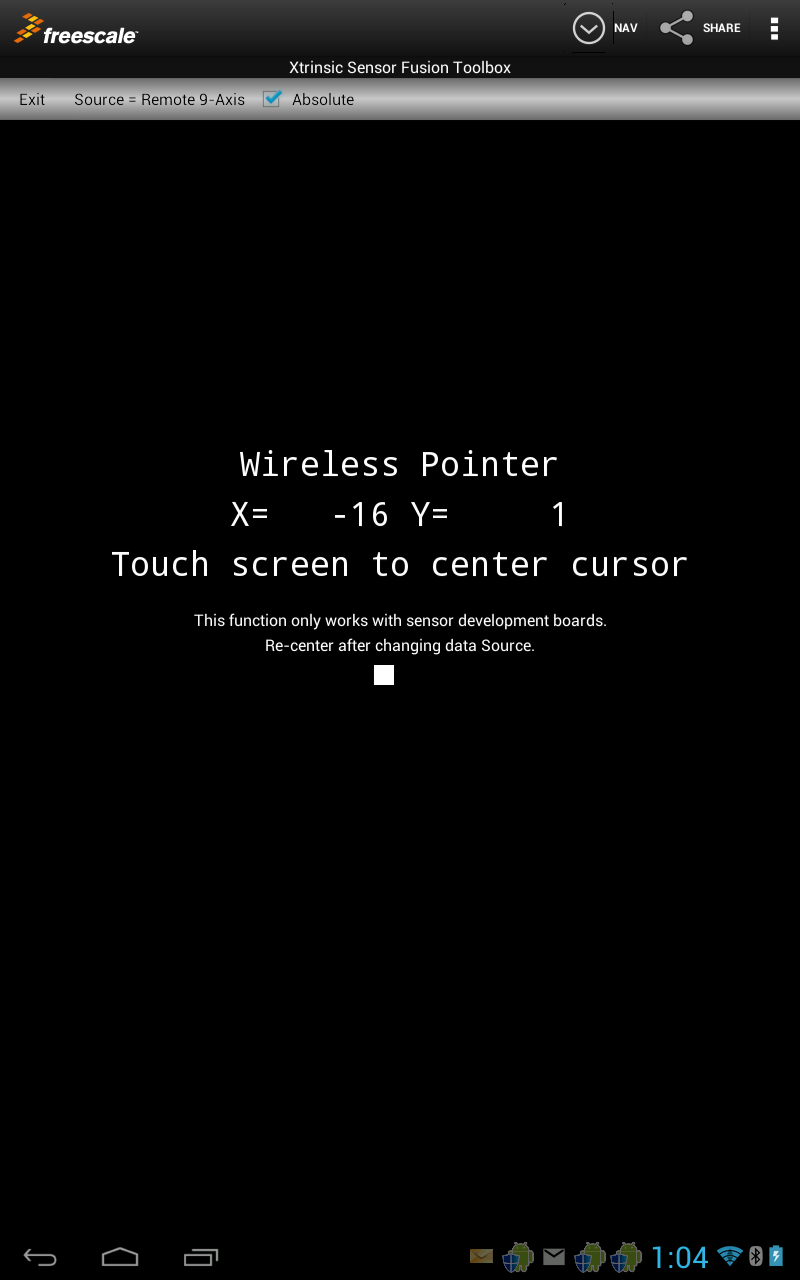 freescale™
NAV
SHARE
Xtrinsic Sensor Fusion Toolbox
Exit Source = Remote 9-Axis Absolute
Wireless Pointer
X= -16 Y= 1
Touch screen to center cursor
This function only works with sensor development boards.
Re-center after changing data Source.
1:04